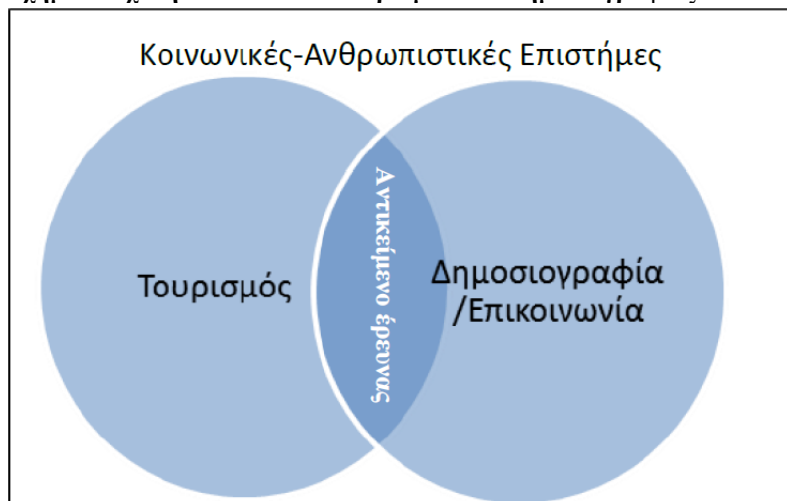 Κοινωνικές-Ανθρωπιστικές Επιστήμες
Τουρισμός
Αντικείμενο έρευνας
Δημοσιογραφία
/Επικοινωνία